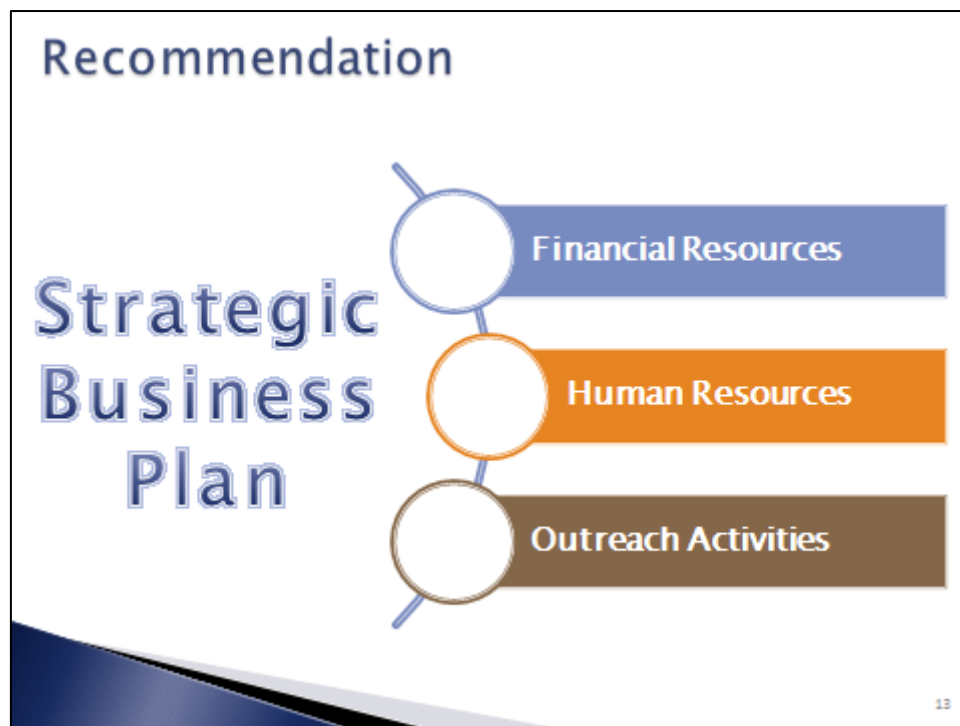 Recommendation
Strategic
Business
Plan
Financial Resources
Human Resources
Outreach Activities
13